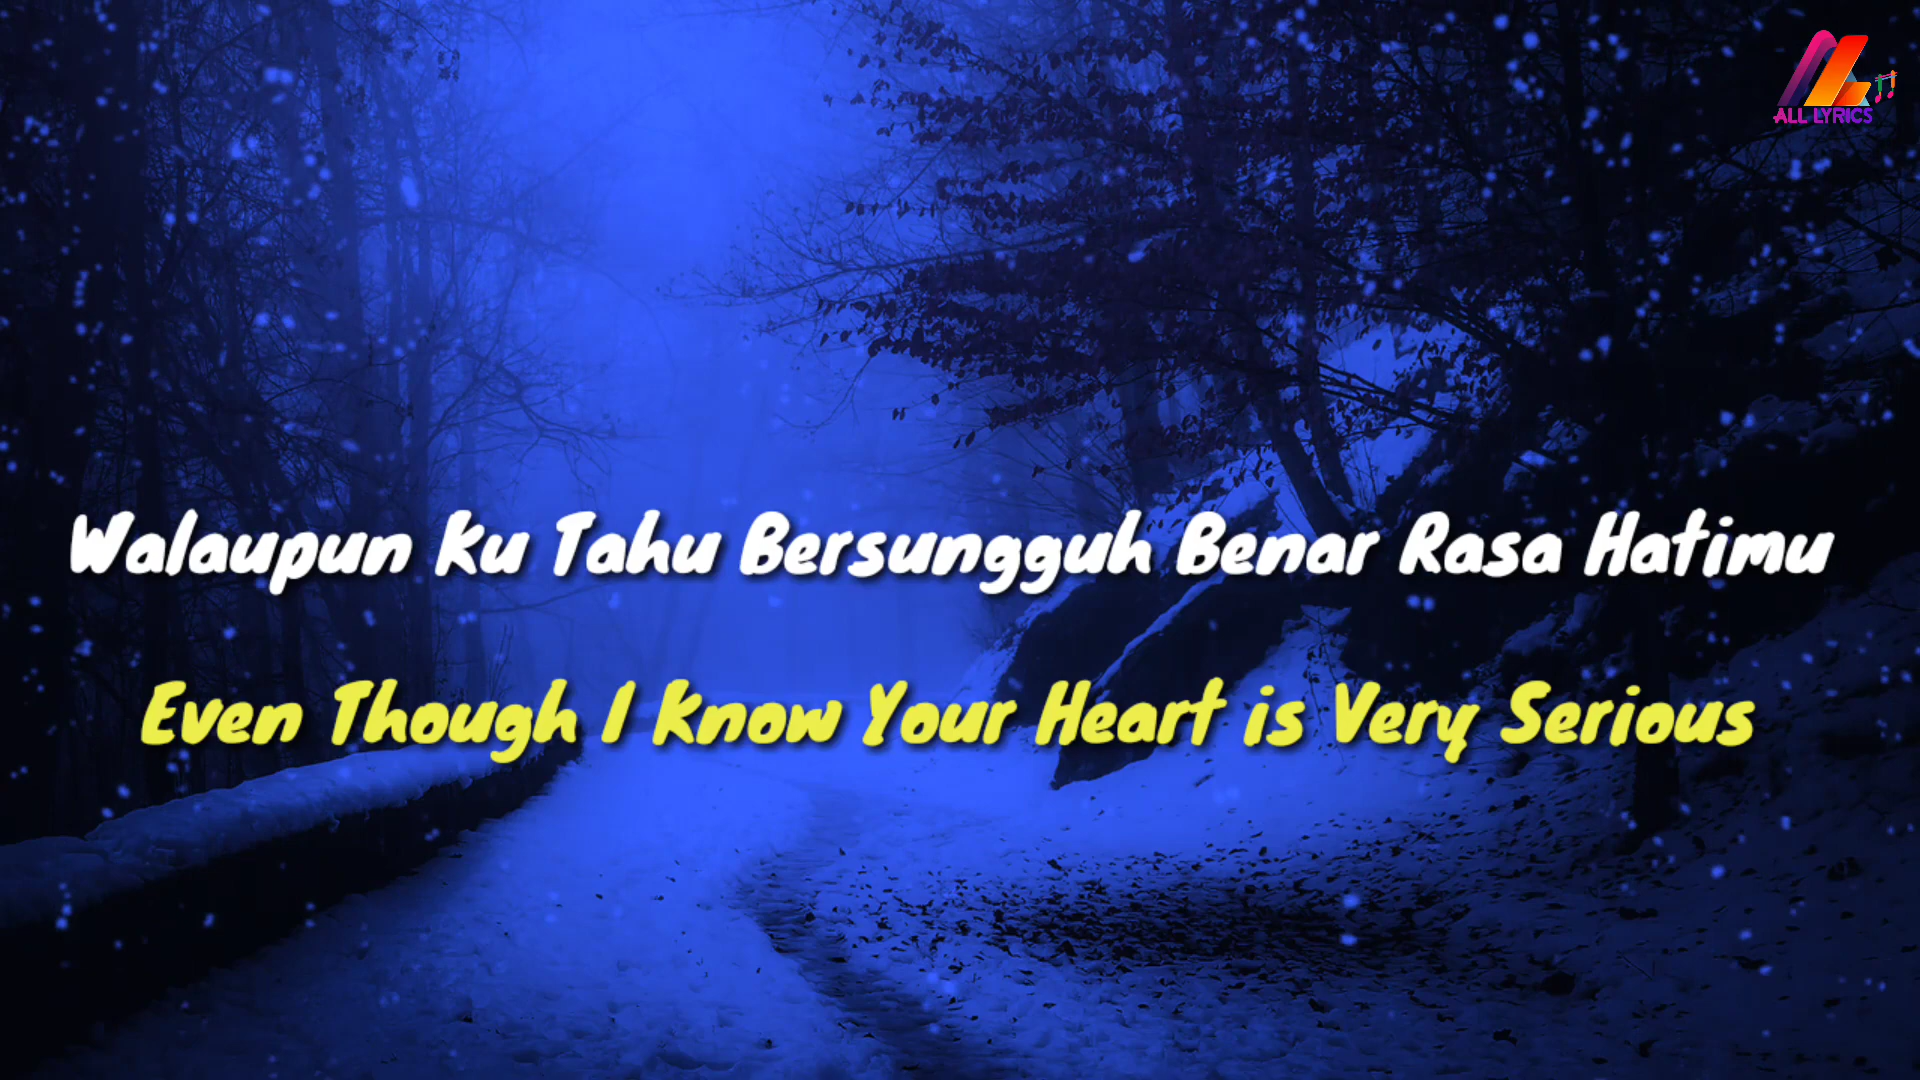 ALL LYRICS
Walaupun Ku Tahu Bersungguh Benar Rasa Hatimu
Even Though I Know Your Heart is Very Serious